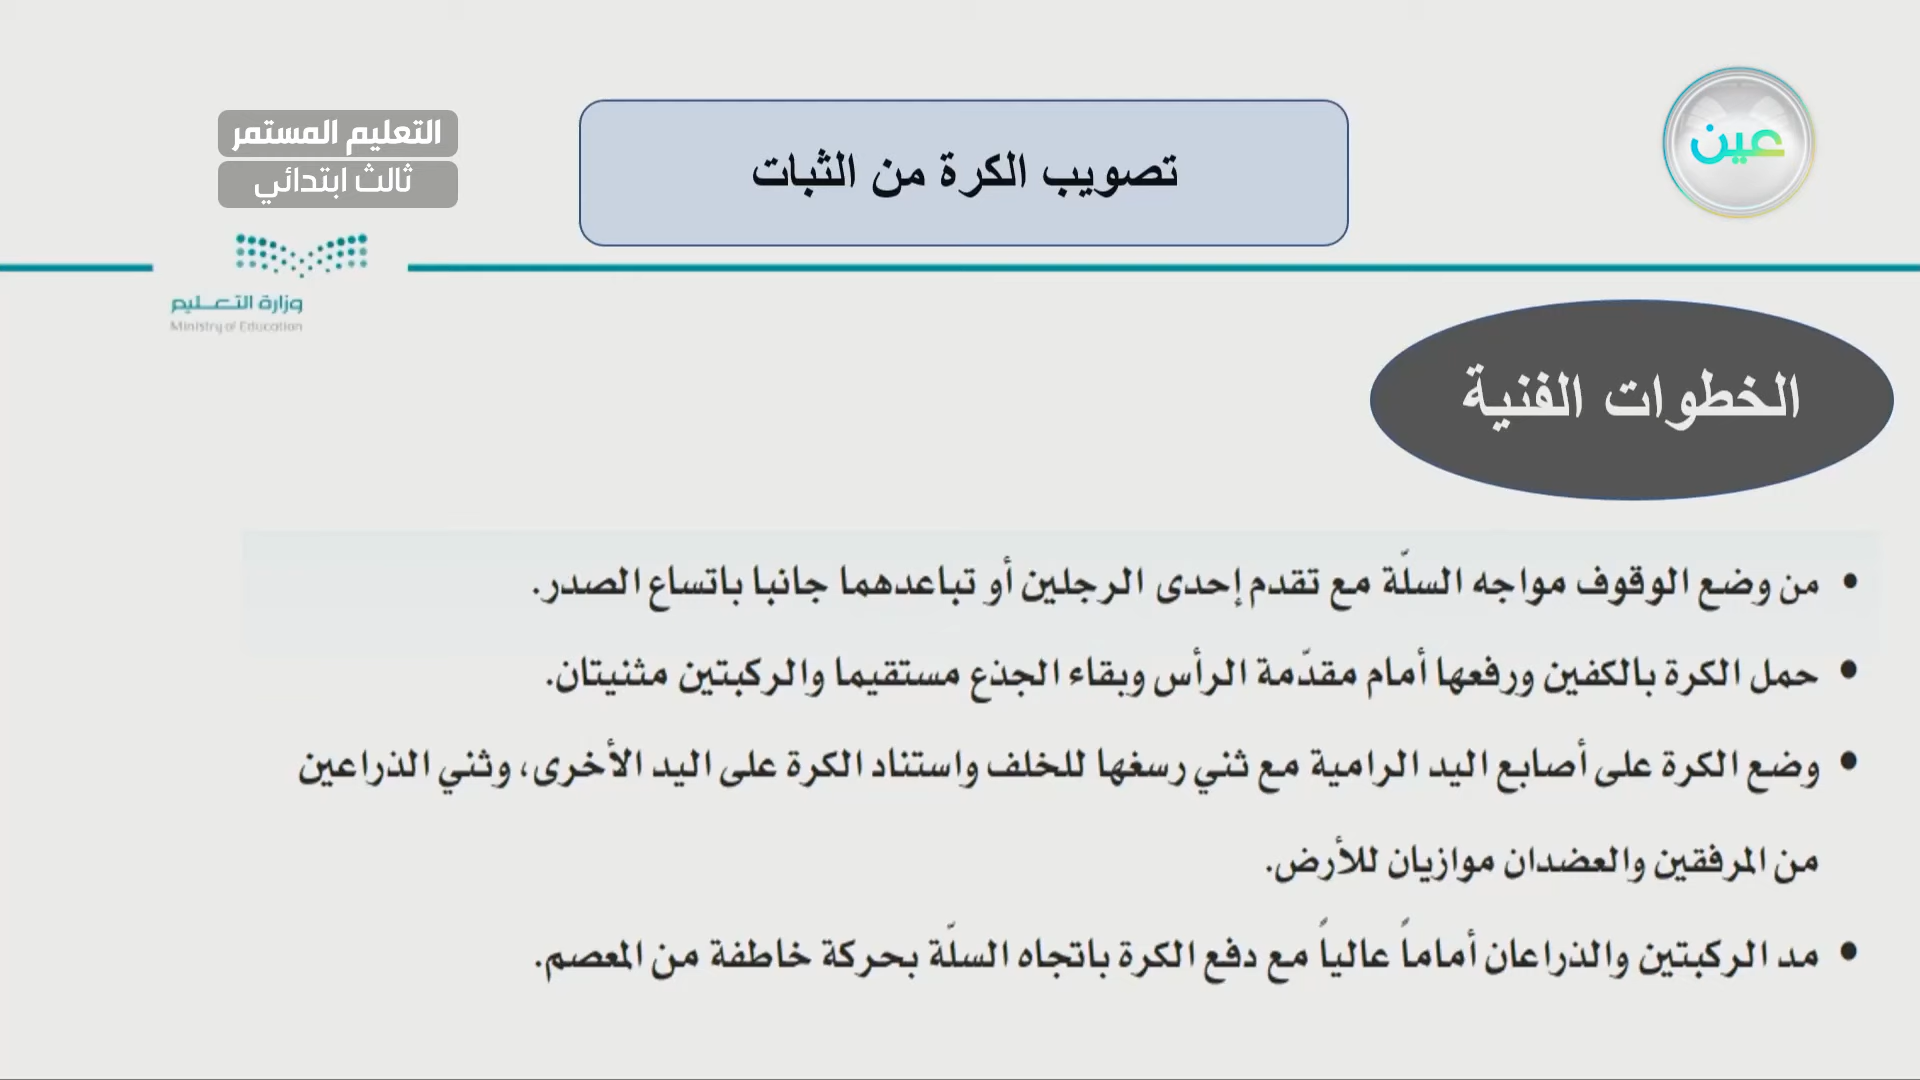 عين
تصويب الكرة من الثبات
التعليم المستمر
ثالث ابتدائي
وزارة التعـليم
Ministry of Education
الخطوات الفنية
• من وضع الوقوف مواجه السلّة مع تقدم إحدى الرجلين أو تباعدهما جانبا باتساع الصدر.
• حمل الكرة بالكفين ورفعها أمام مقدّمة الرأس وبقاء الجذع مستقيما والركبتين مثنيتان.
• وضع الكرة على أصابع اليد الرامية مع ثني رسغها للخلف واستناد الكرة على اليد الأخرى، وثني الذراعين
من المرفقين والعضدان موازيان للأرض.
• مد الركبتين والذراعان أماماً عالياً مع دفع الكرة باتجاه السلّة بحركة خاطفة من المعصم.